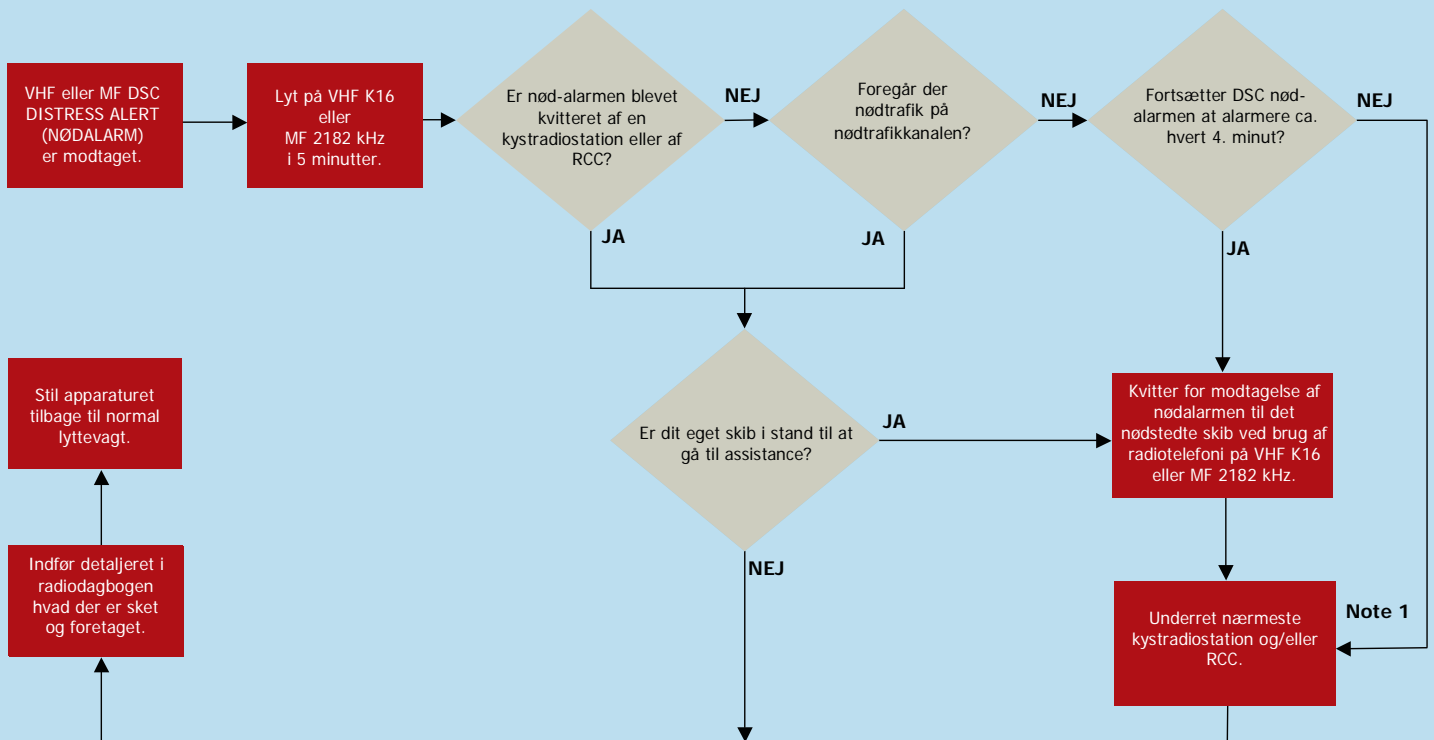 VHF eller MF DSC
DISTRESS ALERT
(NØDALARM)
er modtaget.
Lyt på VHF K16
eller
MF 2182 kHz
i 5 minutter.
Er nød-alarmen blevet
kvitteret af en
kystradiostation eller af
RCC?
NEJ
JA
Foregår der
nødtrafik på
nødtrafikkanalen?
NEJ
JA
Fortsætter DSC nød-
alarmen at alarmere ca.
hvert 4. minut?
NEJ
JA
Er dit eget skib i stand til at
gå til assistance?
JA
NEJ
Kvitter for modtagelse af
nødalarmen til det
nødstedte skib ved brug af
radiotelefoni på VHF K16
eller MF 2182 kHz.
Underret nærmeste
kystradiostation og/eller
RCC.
Note 1
Stil apparaturet
tilbage til normal
lyttevagt.
Indfør detaljeret i
radiodagbogen
hvad der er sket
og foretaget.